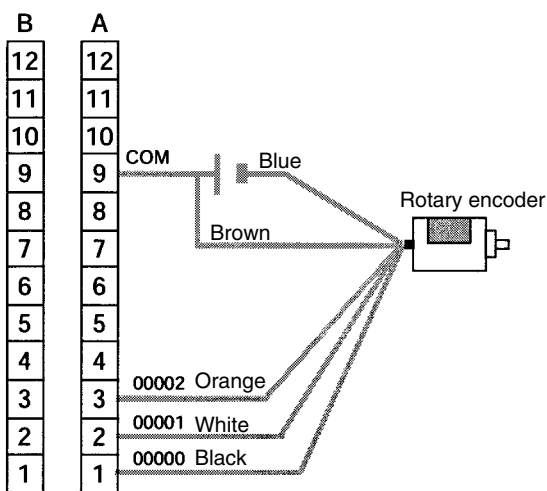 B A
12 12
11 11
10 10
9 9 COM Blue
8 8 Rotary encoder
7 7 Brown
6 6
5 5
4 4
3 3 00002 Orange
2 2 00001 White
1 1 00000 Black